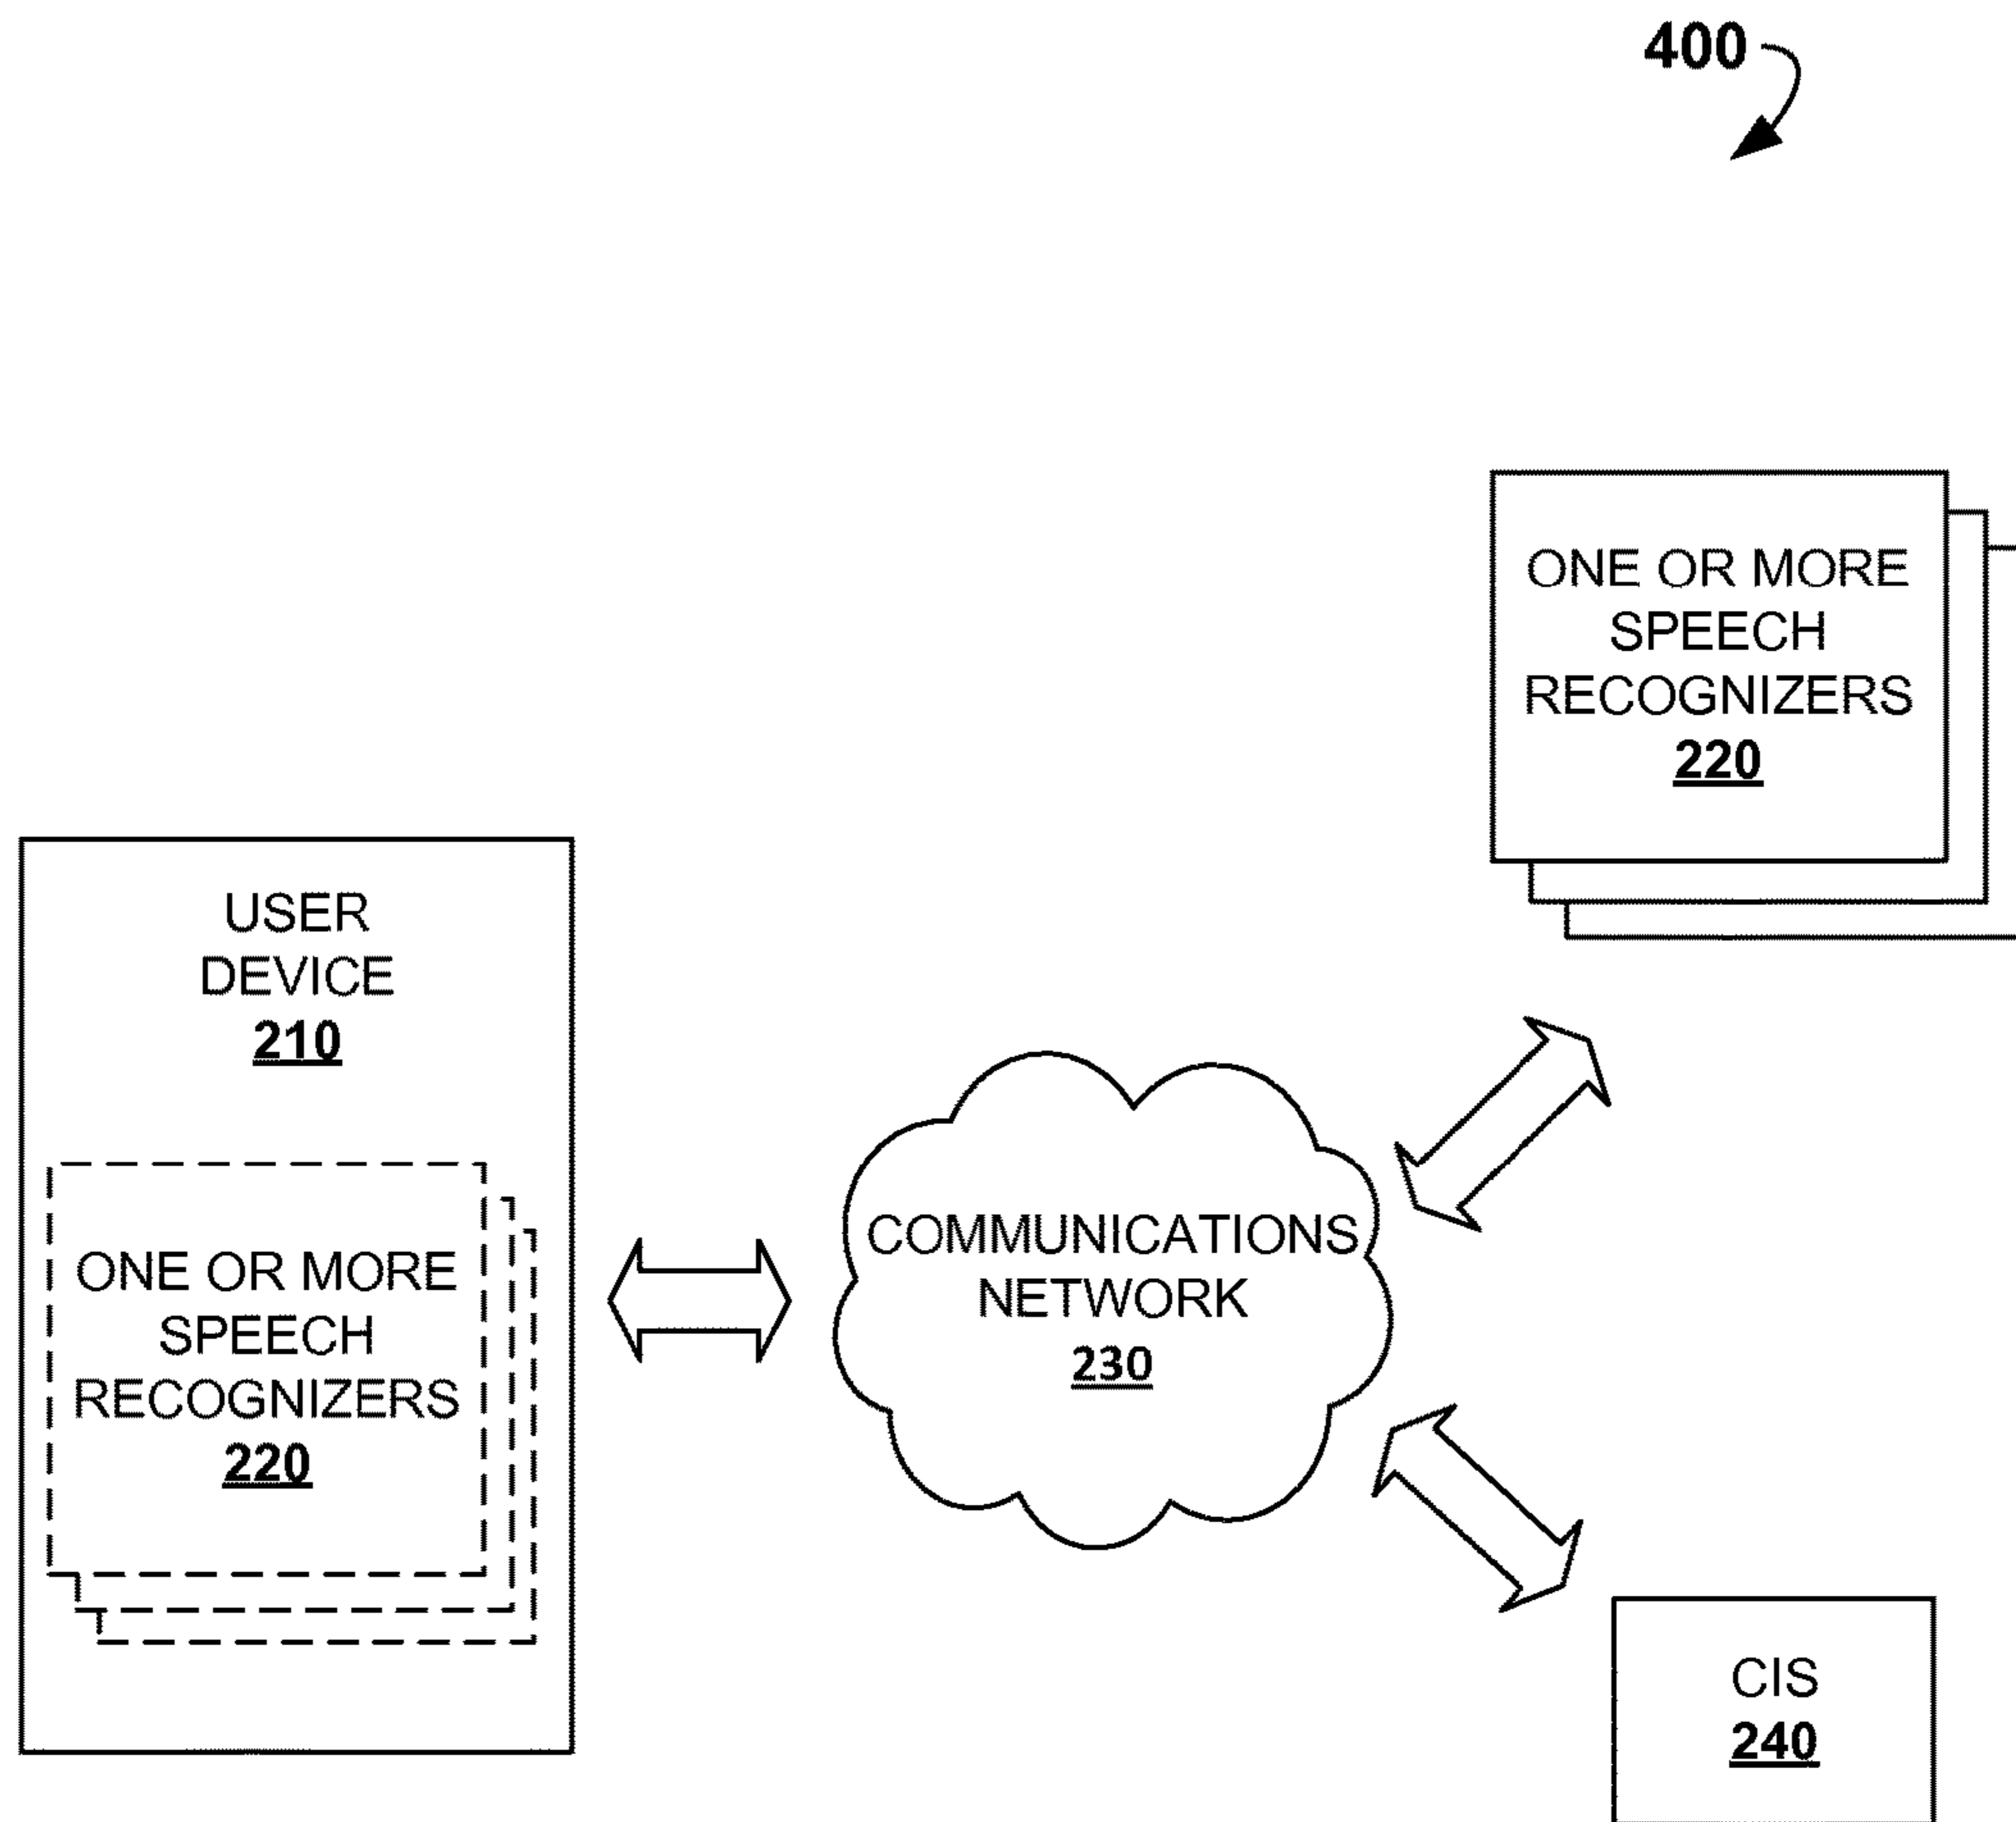 400
ONE OR MORE
SPEECH
RECOGNIZERS
220
USER
DEVICE
210
ONE OR MORE
SPEECH
RECOGNIZERS
220
COMMUNICATIONS
NETWORK
230
CIS
240